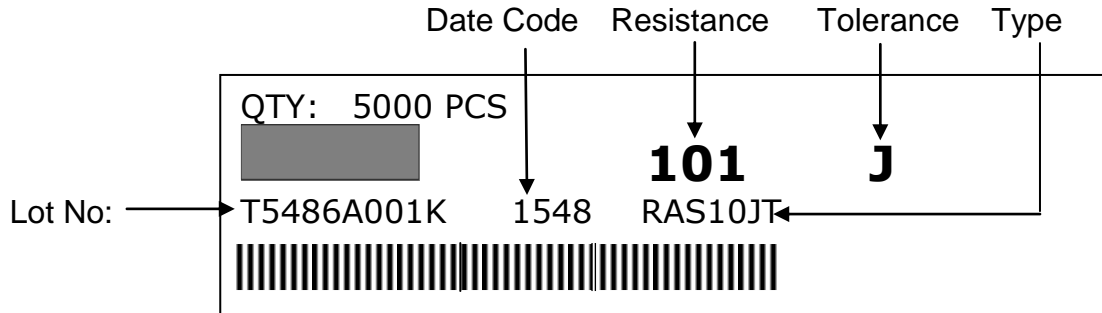 Date Code Resistance Tolerance Type
QTY: 5000 PCS
101 J
Lot No: T5486A001K 1548 RAS10JT